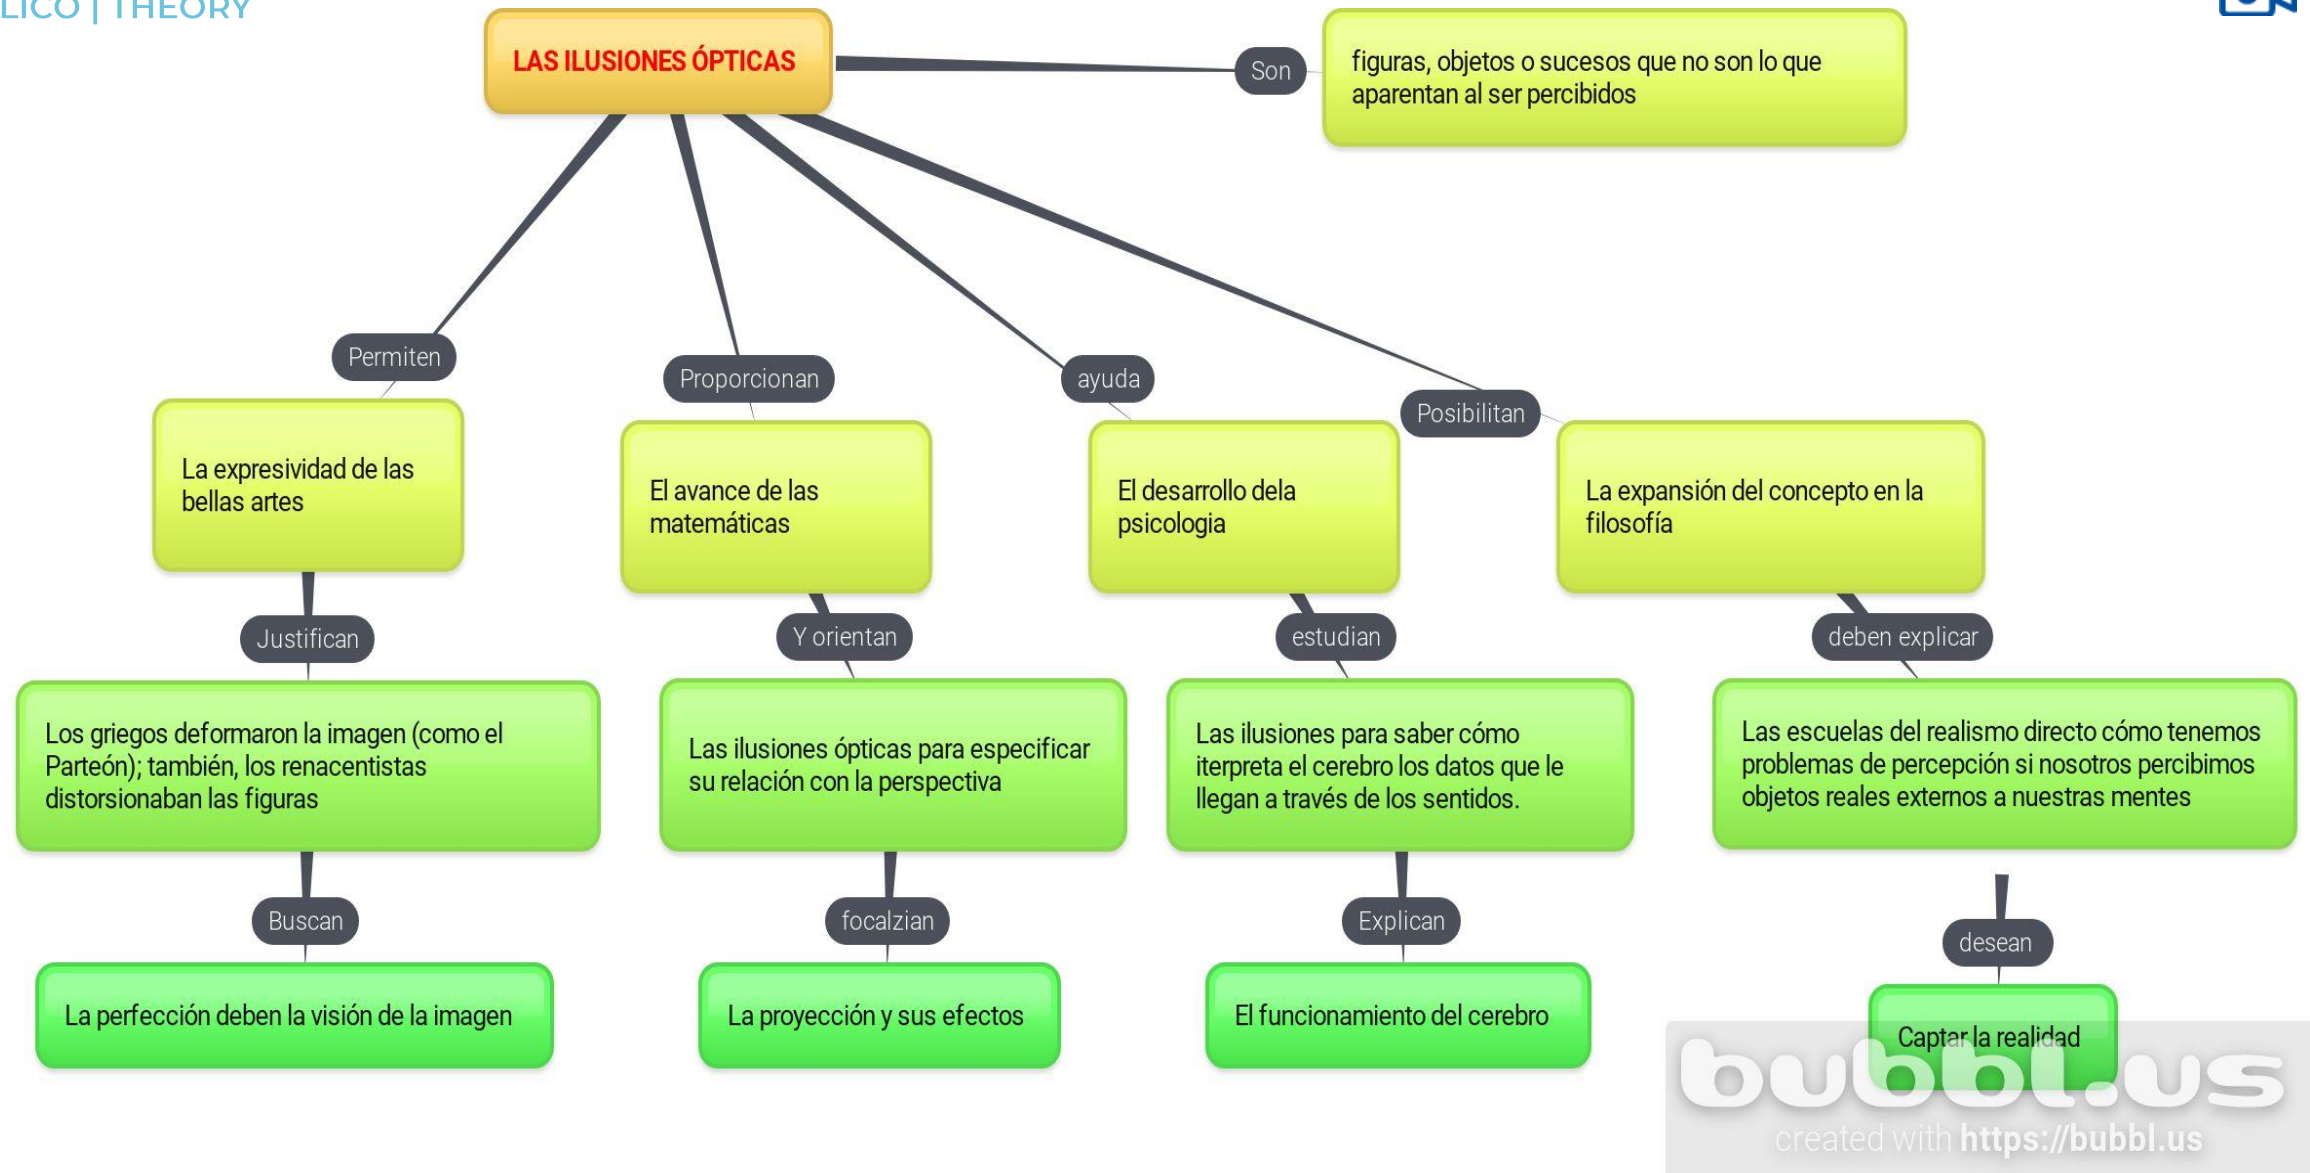 LICO | THEORY
LAS ILUSIONES ÓPTICAS
Son
figuras, objetos o sucesos que no son lo que
aparentan al ser percibidos
Permiten
Proporcionan
ayuda
Posibilitan
La expresividad de las
bellas artes
El avance de las
matemáticas
El desarrollo dela
psicologia
La expansión del concepto en la
filosofía
Justifican
Y orientan
estudian
deben explicar
Los griegos deformaron la imagen (como el
Parteón); también, los renacentistas
distorsionaban las figuras
Las ilusiones ópticas para especificar
su relación con la perspectiva
Las ilusiones para saber cómo
iterpreta el cerebro los datos que le
llegan a través de los sentidos.
Las escuelas del realismo directo cómo tenemos
problemas de percepción si nosotros percibimos
objetos reales externos a nuestras mentes
Buscan
focalzian
Explican
desean
La perfección deben la visión de la imagen
La proyección y sus efectos
El funcionamiento del cerebro
Captar la realidad
bubbl.us
created with https://bubbl.us